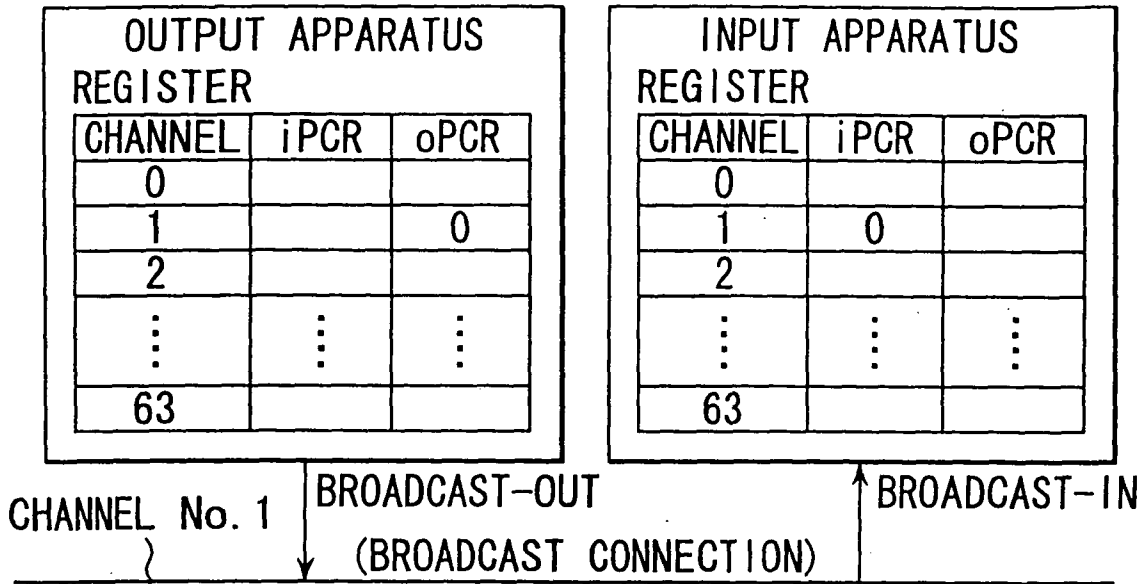 OUTPUT APPARATUS
REGISTER
CHANNEL iPCR oPCR
0
1 0
2
⋮ ⋮ ⋮
63
INPUT APPARATUS
REGISTER
CHANNEL iPCR oPCR
0
1 0
2
⋮ ⋮ ⋮
63
BROADCAST-OUT
BROADCAST-IN
CHANNEL No. 1
(BROADCAST CONNECTION)